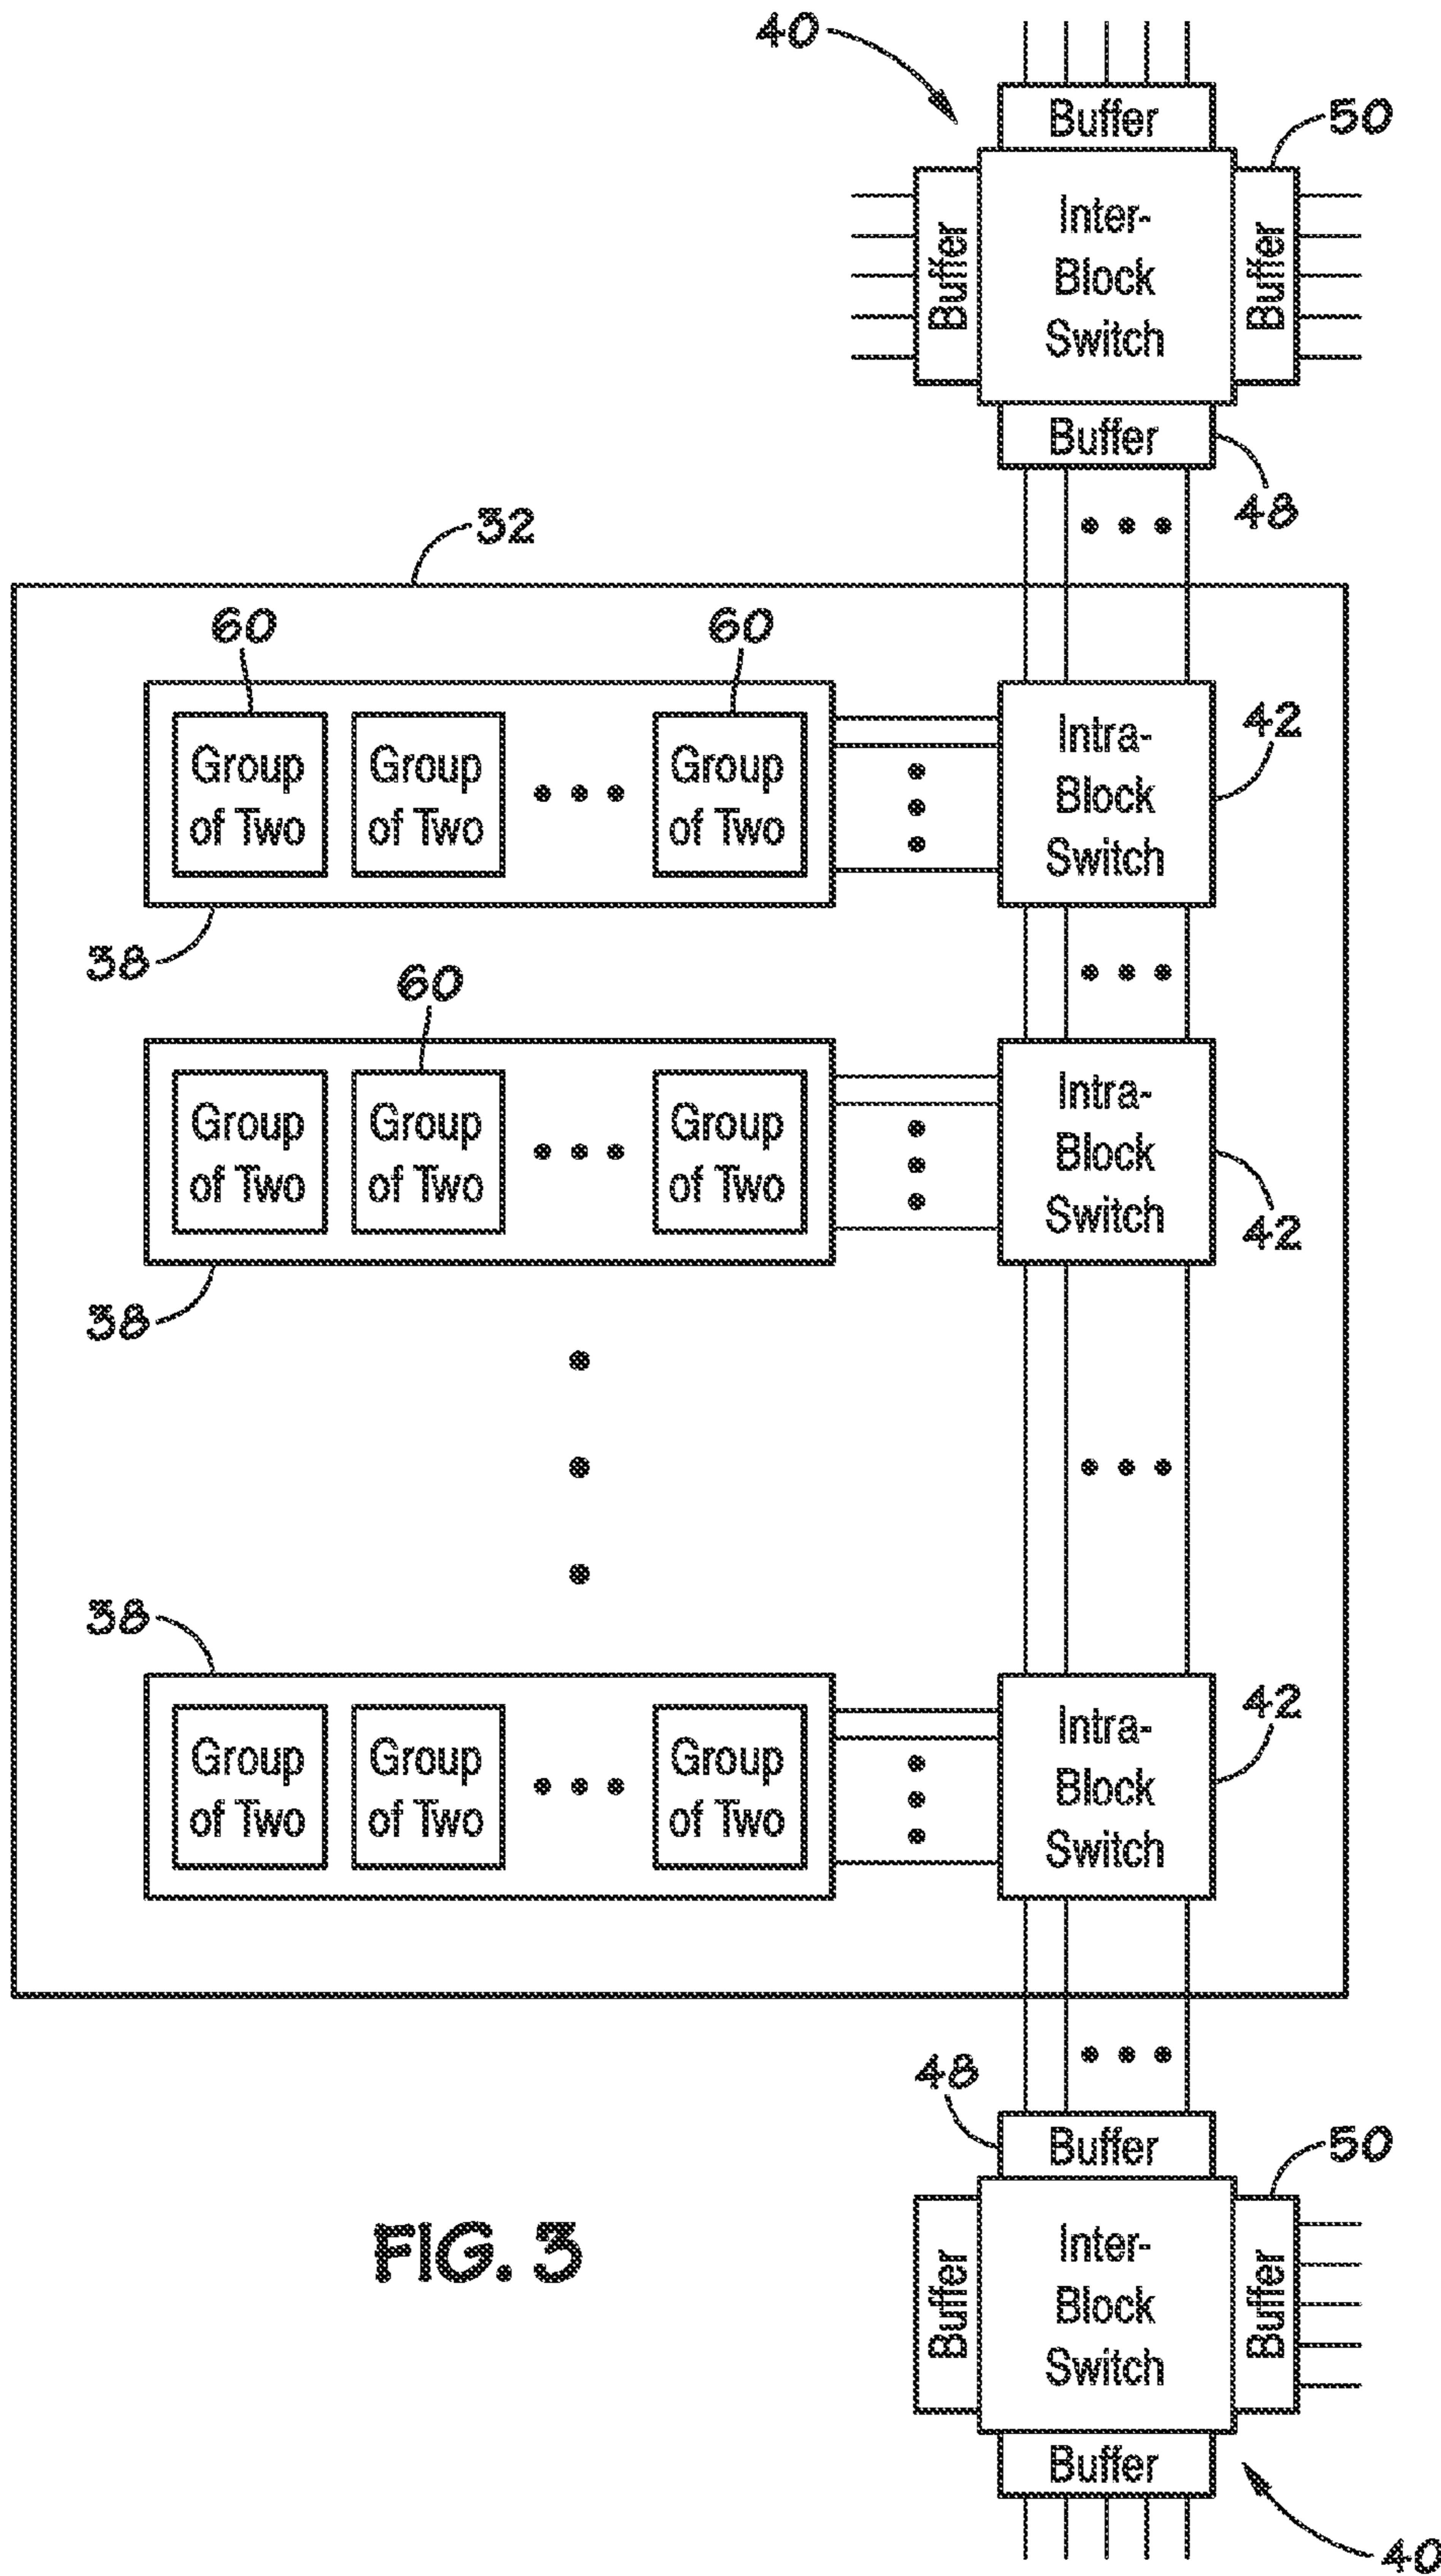 40
Buffer
50
Buffer
Inter-
Block
Switch
Buffer
Buffer
48
32
60
60
Group
of Two
Group
of Two
Group
of Two
Intra-
Block
Switch
42
38
60
Group
of Two
Group
of Two
Group
of Two
Intra-
Block
Switch
42
38
38
Group
of Two
Group
of Two
Group
of Two
Intra-
Block
Switch
42
48
Buffer
50
Buffer
Inter-
Block
Switch
Buffer
Buffer
40
FIG. 3